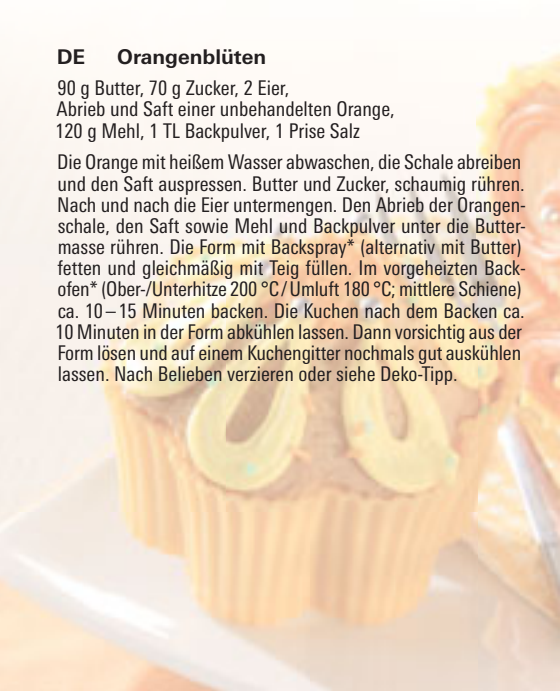 DE Orangenblüten
90 g Butter, 70 g Zucker, 2 Eier,
Abrieb und Saft einer unbehandelten Orange,
120 g Mehl, 1 TL Backpulver, 1 Prise Salz
Die Orange mit heißem Wasser abwaschen, die Schale abreiben
und den Saft auspressen. Butter und Zucker, schaumig rühren.
Nach und nach die Eier untermengen. Den Abrieb der Orangen-
schale, den Saft sowie Mehl und Backpulver unter die Butter-
masse rühren. Die Form mit Backspray* (alternativ mit Butter)
fetten und gleichmäßig mit Teig füllen. Im vorgeheizten Back-
ofen* (Ober-/Unterhitze 200 °C / Umluft 180 °C; mittlere Schiene)
ca. 10 – 15 Minuten backen. Die Kuchen nach dem Backen ca.
10 Minuten in der Form abkühlen lassen. Dann vorsichtig aus der
Form lösen und auf einem Kuchengitter nochmals gut auskühlen
lassen. Nach Belieben verzieren oder siehe Deko-Tipp.